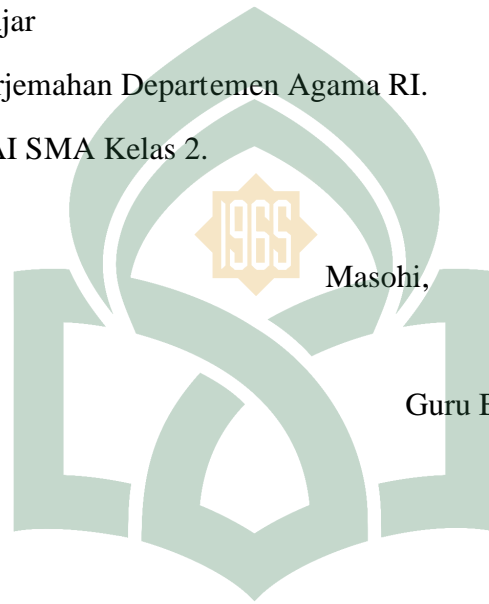 jar
rjemahan Departemen Agama RI.
AI SMA Kelas 2.
1965
Masohi,
Guru